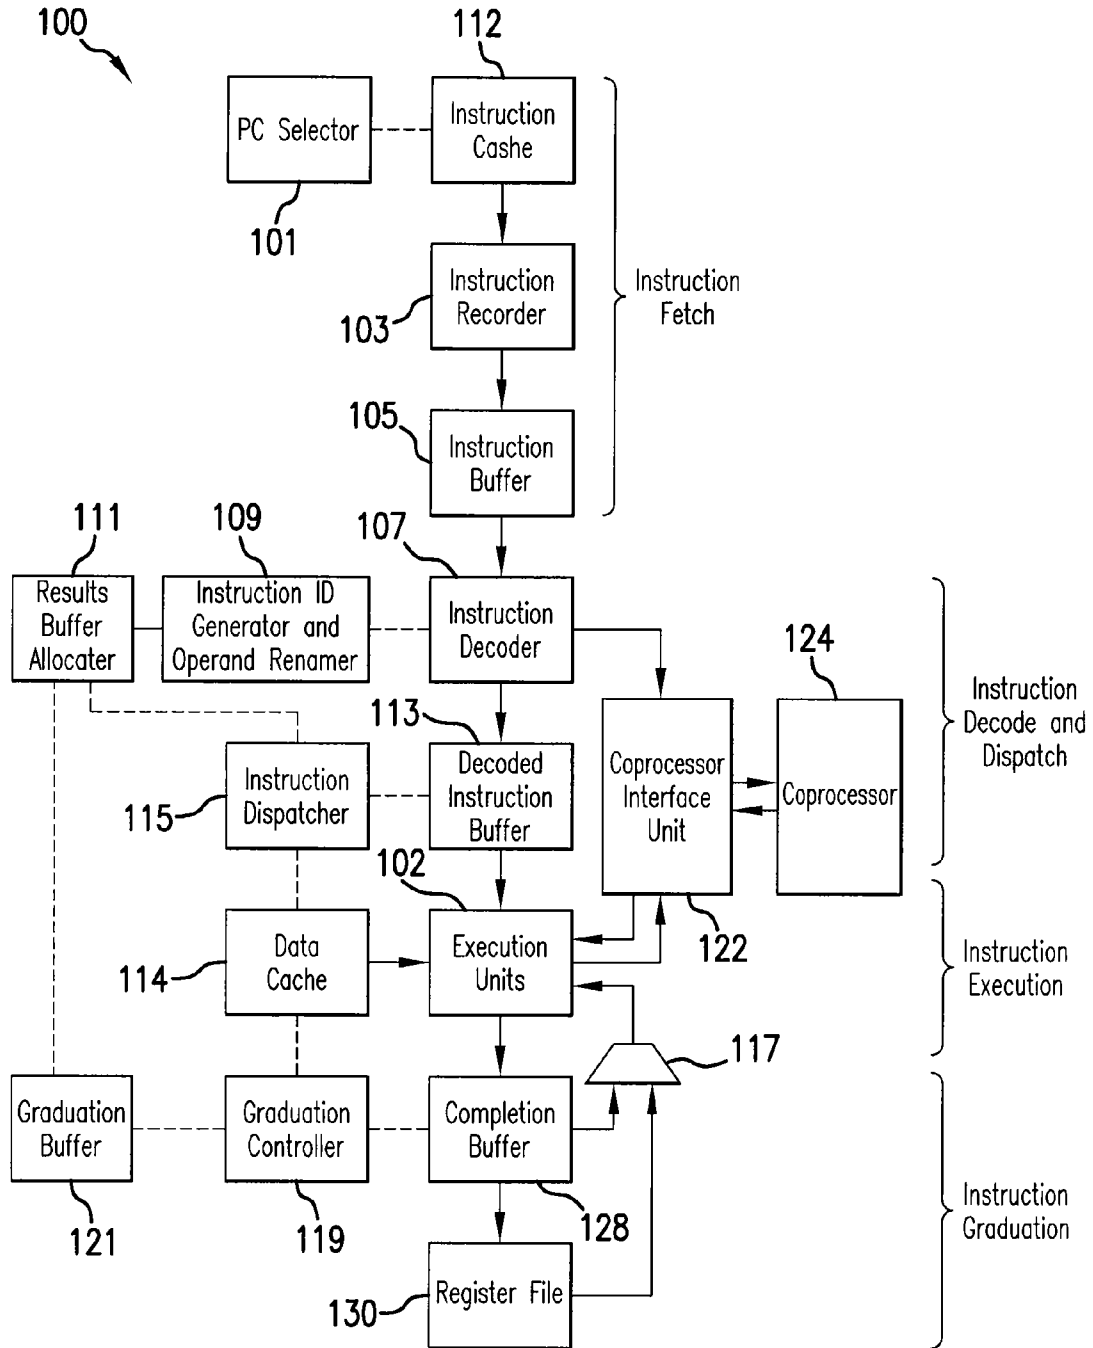 100
112
PC Selector
Instruction
Cashe
101
Instruction
Recorder
103
Instruction
Fetch
105
Instruction
Buffer
111
109
107
Results
Buffer
Allocater
Instruction ID
Generator and
Operand Renamer
Instruction
Decoder
124
113
Instruction
Decode and
Dispatch
Instruction
Dispatcher
115
Decoded
Instruction
Buffer
Coprocessor
Interface
Unit
Coprocessor
102
122
Data
Cache
114
Execution
Units
Instruction
Execution
117
Graduation
Buffer
Graduation
Controller
Completion
Buffer
121
119
128
Instruction
Graduation
Register File
130